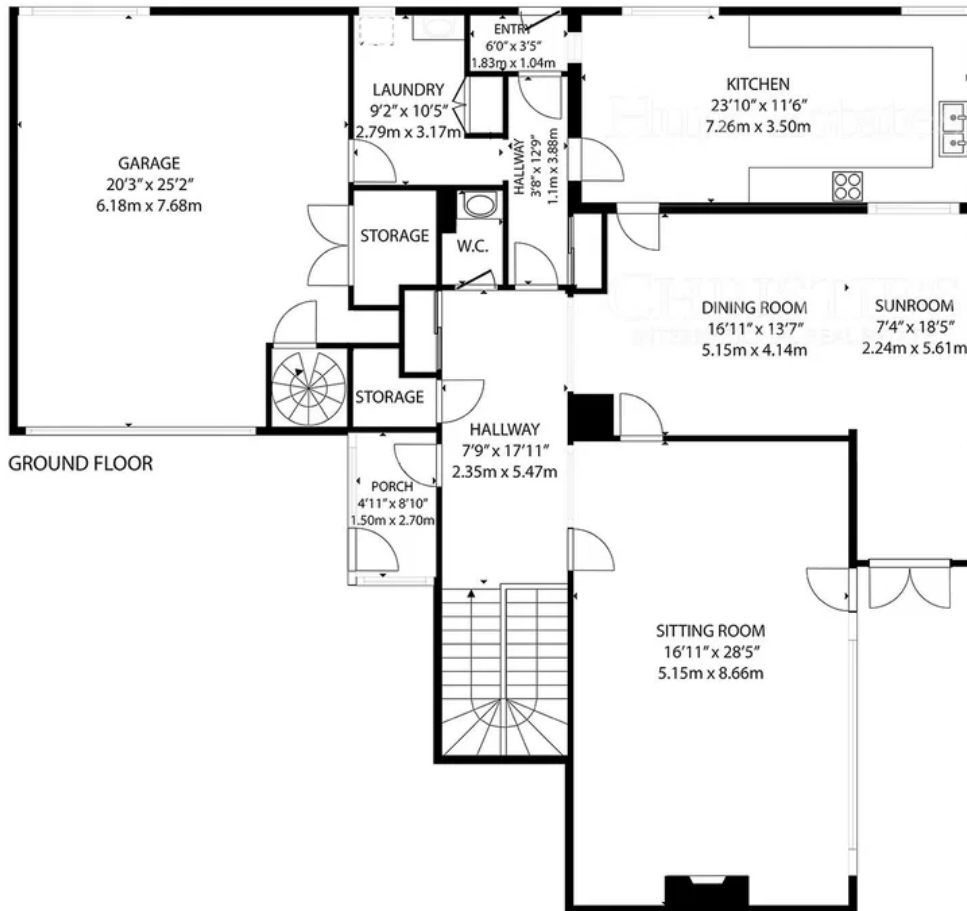 ENTRY
6'0" x 3'5"
1.83m x 1.04m
LAUNDRY
9'2" x 10'5"
2.79m x 3.17m
KITCHEN
23'10" x 11'6"
7.26m x 3.50m
HALLWAY
3'8" x 12'9"
1.1m x 3.88m
GARAGE
20'3" x 25'2"
6.18m x 7.68m
STORAGE
W.C.
DINING ROOM
16'11" x 13'7"
5.15m x 4.14m
SUNROOM
7'4" x 18'5"
2.24m x 5.61m
CHRISTIE'S
INTERNATIONAL REAL ESTATE
STORAGE
HALLWAY
7'9" x 17'11"
2.35m x 5.47m
GROUND FLOOR
PORCH
4'11" x 8'10"
1.50m x 2.70m
SITTING ROOM
16'11" x 28'5"
5.15m x 8.66m